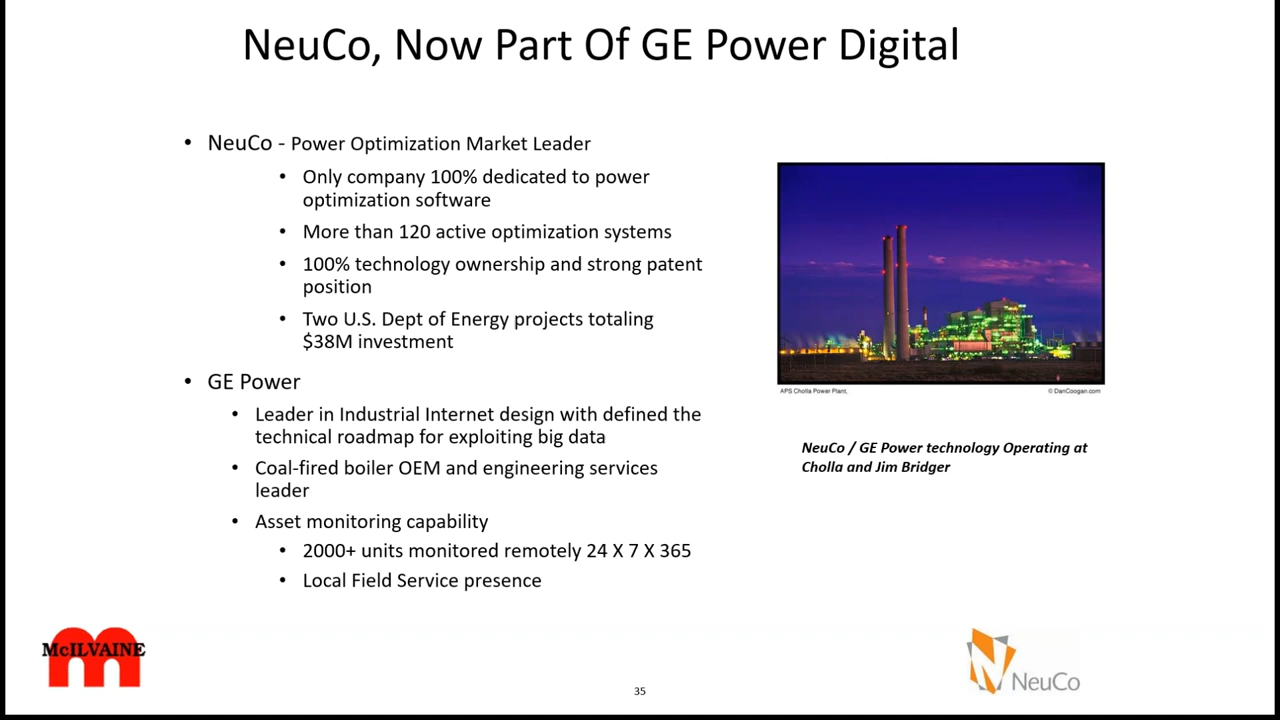 NeuCo, Now Part Of GE Power Digital
• NeuCo - Power Optimization Market Leader
• Only company 100% dedicated to power
optimization software
• More than 120 active optimization systems
• 100% technology ownership and strong patent
position
• Two U.S. Dept of Energy projects totaling
$38M investment
• GE Power
• Leader in Industrial Internet design with defined the
technical roadmap for exploiting big data
• Coal-fired boiler OEM and engineering services
leader
• Asset monitoring capability
• 2000+ units monitored remotely 24 X 7 X 365
• Local Field Service presence
APS Cholla Power Plant,
© DanCoogan.com
NeuCo / GE Power technology Operating at
Cholla and Jim Bridger
McILVAINE
35
NeuCo